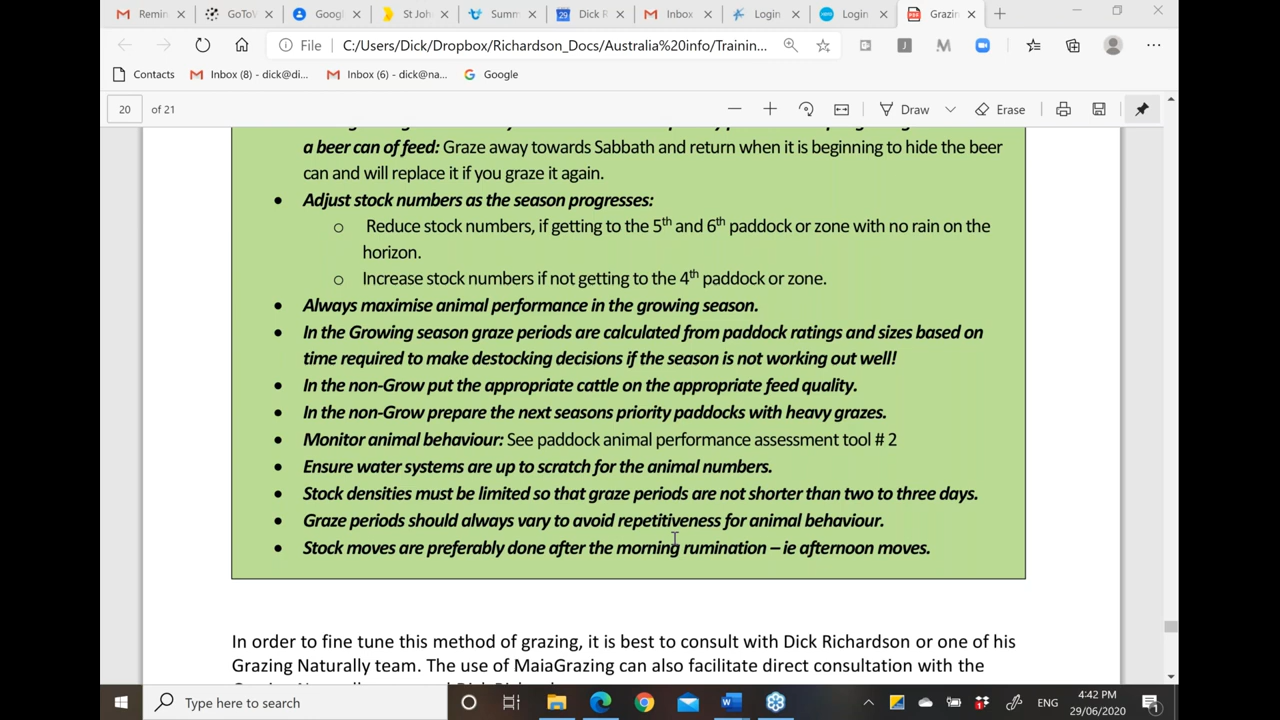 Remin
GoToW
Googl
St Joh
Summ
Dick R
Inbox
Login
Login
Grazin
File
C:/Users/Dick/Dropbox/Richardson_Docs/Australia%20info/Trainin...
Contacts
Inbox (8) - dick@di...
Inbox (6) - dick@na...
Google
20 of 21
Draw
Erase
a beer can of feed: Graze away towards Sabbath and return when it is beginning to hide the beer
can and will replace it if you graze it again.
• Adjust stock numbers as the season progresses:
o Reduce stock numbers, if getting to the 5th and 6th paddock or zone with no rain on the
horizon.
o Increase stock numbers if not getting to the 4th paddock or zone.
• Always maximise animal performance in the growing season.
• In the Growing season graze periods are calculated from paddock ratings and sizes based on
time required to make destocking decisions if the season is not working out well!
• In the non-Grow put the appropriate cattle on the appropriate feed quality.
• In the non-Grow prepare the next seasons priority paddocks with heavy grazes.
• Monitor animal behaviour: See paddock animal performance assessment tool # 2
• Ensure water systems are up to scratch for the animal numbers.
• Stock densities must be limited so that graze periods are not shorter than two to three days.
• Graze periods should always vary to avoid repetitiveness for animal behaviour.
• Stock moves are preferably done after the morning rumination – ie afternoon moves.
In order to fine tune this method of grazing, it is best to consult with Dick Richardson or one of his
Grazing Naturally team. The use of MaiaGrazing can also facilitate direct consultation with the
Type here to search
ENG
4:42 PM
29/06/2020